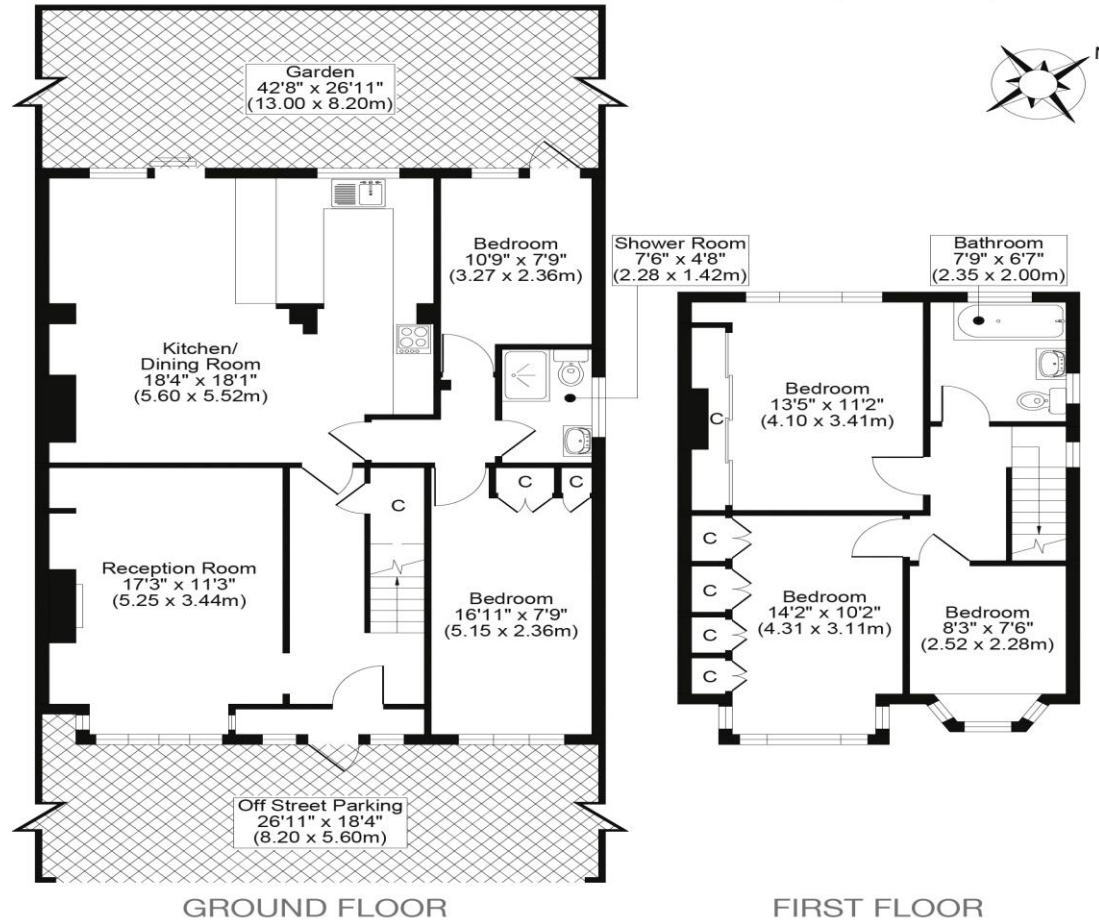 Garden
42'8" x 26'11"
(13.00 x 8.20m)
Bedroom
10'9" x 7'9"
(3.27 x 2.36m)
Shower Room
7'6" x 4'8"
(2.28 x 1.42m)
Bathroom
7'9" x 6'7"
(2.35 x 2.00m)
Kitchen/
Dining Room
18'4" x 18'1"
(5.60 x 5.52m)
Bedroom
13'5" x 11'2"
(4.10 x 3.41m)
C
C
C
C
Reception Room
17'3" x 11'3"
(5.25 x 3.44m)
Bedroom
16'11" x 7'9"
(5.15 x 2.36m)
C
C
C
C
Bedroom
14'2" x 10'2"
(4.31 x 3.11m)
Bedroom
8'3" x 7'6"
(2.52 x 2.28m)
Off Street Parking
26'11" x 18'4"
(8.20 x 5.60m)
GROUND FLOOR
FIRST FLOOR